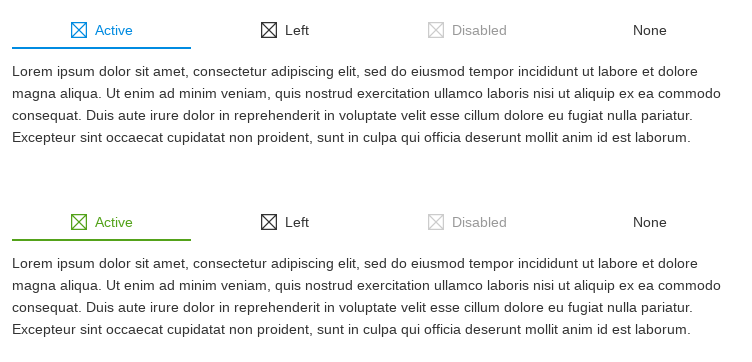 Active Left Disabled None
Lorem ipsum dolor sit amet, consectetur adipiscing elit, sed do eiusmod tempor incididunt ut labore et dolore
magna aliqua. Ut enim ad minim veniam, quis nostrud exercitation ullamco laboris nisi ut aliquip ex ea commodo
consequat. Duis aute irure dolor in reprehenderit in voluptate velit esse cillum dolore eu fugiat nulla pariatur.
Excepteur sint occaecat cupidatat non proident, sunt in culpa qui officia deserunt mollit anim id est laborum.
Active Left Disabled None
Lorem ipsum dolor sit amet, consectetur adipiscing elit, sed do eiusmod tempor incididunt ut labore et dolore
magna aliqua. Ut enim ad minim veniam, quis nostrud exercitation ullamco laboris nisi ut aliquip ex ea commodo
consequat. Duis aute irure dolor in reprehenderit in voluptate velit esse cillum dolore eu fugiat nulla pariatur.
Excepteur sint occaecat cupidatat non proident, sunt in culpa qui officia deserunt mollit anim id est laborum.